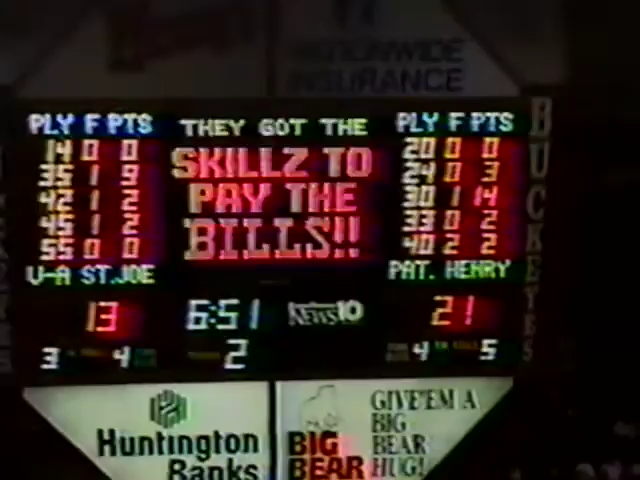 NATIONWIDE
INSURANCE
PLY F PTS
14 0 0
35 1 9
42 1 2
45 1 2
55 0 0
V-A ST.JOE
13
3 4
THEY GOT THE
SKILLZ TO
PAY THE
BILLS!!
6:51
NEWS10
2
PLY F PTS
20 0 0
24 0 3
30 1 14
33 0 2
40 2 2
PAT. HENRY
21
4 5
BUCKEYES
Huntington
Banks
BIG
BEAR
GIVE'EM A
BIG
BEAR
HUG!